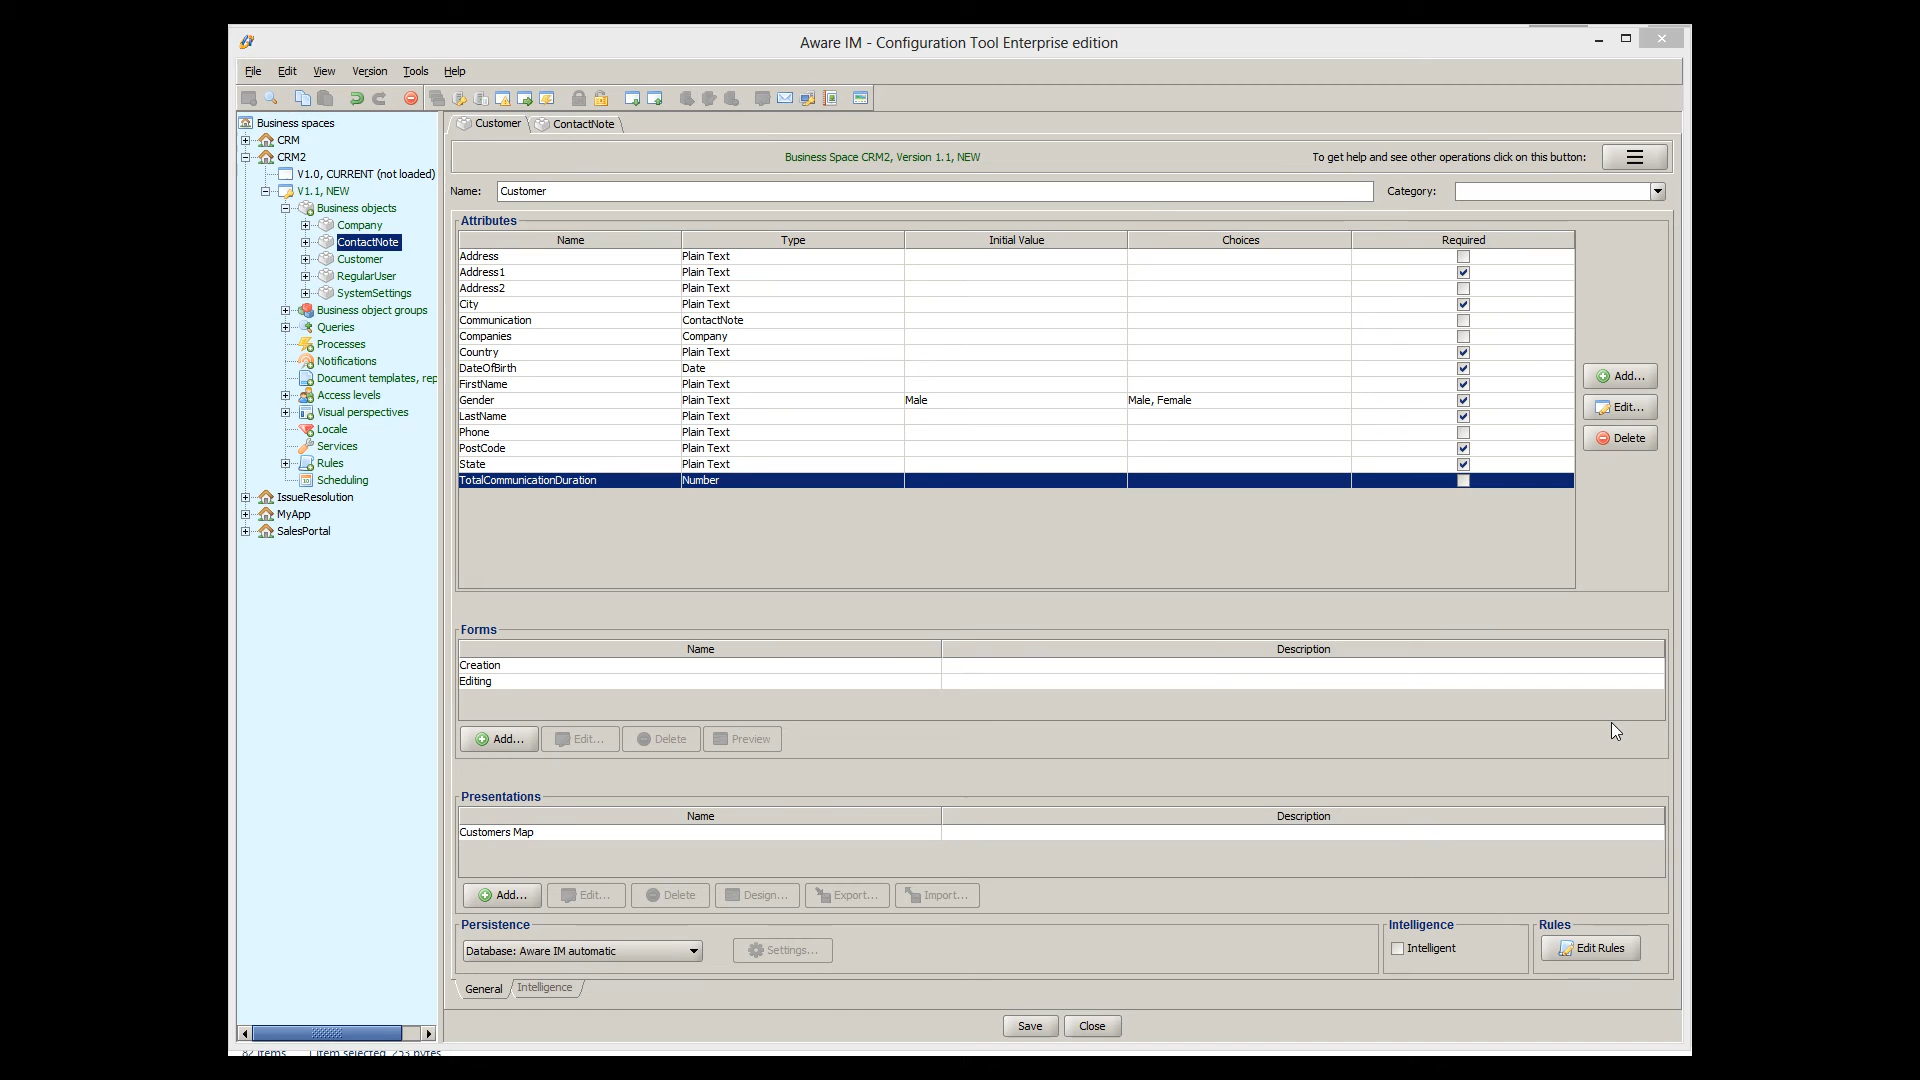 Aware IM - Configuration Tool Enterprise edition
File Edit View Version Tools Help
Business spaces
CRM
CRM2
V1.0, CURRENT (not loaded)
V1.1, NEW
Business objects
Company
ContactNote
Customer
RegularUser
SystemSettings
Business object groups
Queries
Processes
Notifications
Document templates, rep
Access levels
Visual perspectives
Locale
Services
Rules
Scheduling
IssueResolution
MyApp
SalesPortal
Customer ContactNote
Business Space CRM2, Version 1.1, NEW To get help and see other operations click on this button:
Name: Customer Category:
Attributes
Name Type Initial Value Choices Required
Address Plain Text
Address1 Plain Text
Address2 Plain Text
City Plain Text
Communication ContactNote
Companies Company
Country Plain Text
DateOfBirth Date
FirstName Plain Text
Gender Plain Text Male Male, Female
LastName Plain Text
Phone Plain Text
PostCode Plain Text
State Plain Text
TotalCommunicationDuration Number
Add...
Edit...
Delete
Forms
Name Description
Creation
Editing
Add... Edit... Delete Preview
Presentations
Name Description
Customers Map
Add... Edit... Delete Design... Export... Import...
Persistence Intelligence Rules
Database: Aware IM automatic Settings... Intelligent Edit Rules
General Intelligence
Save Close
82 items 1 item selected 253 bytes